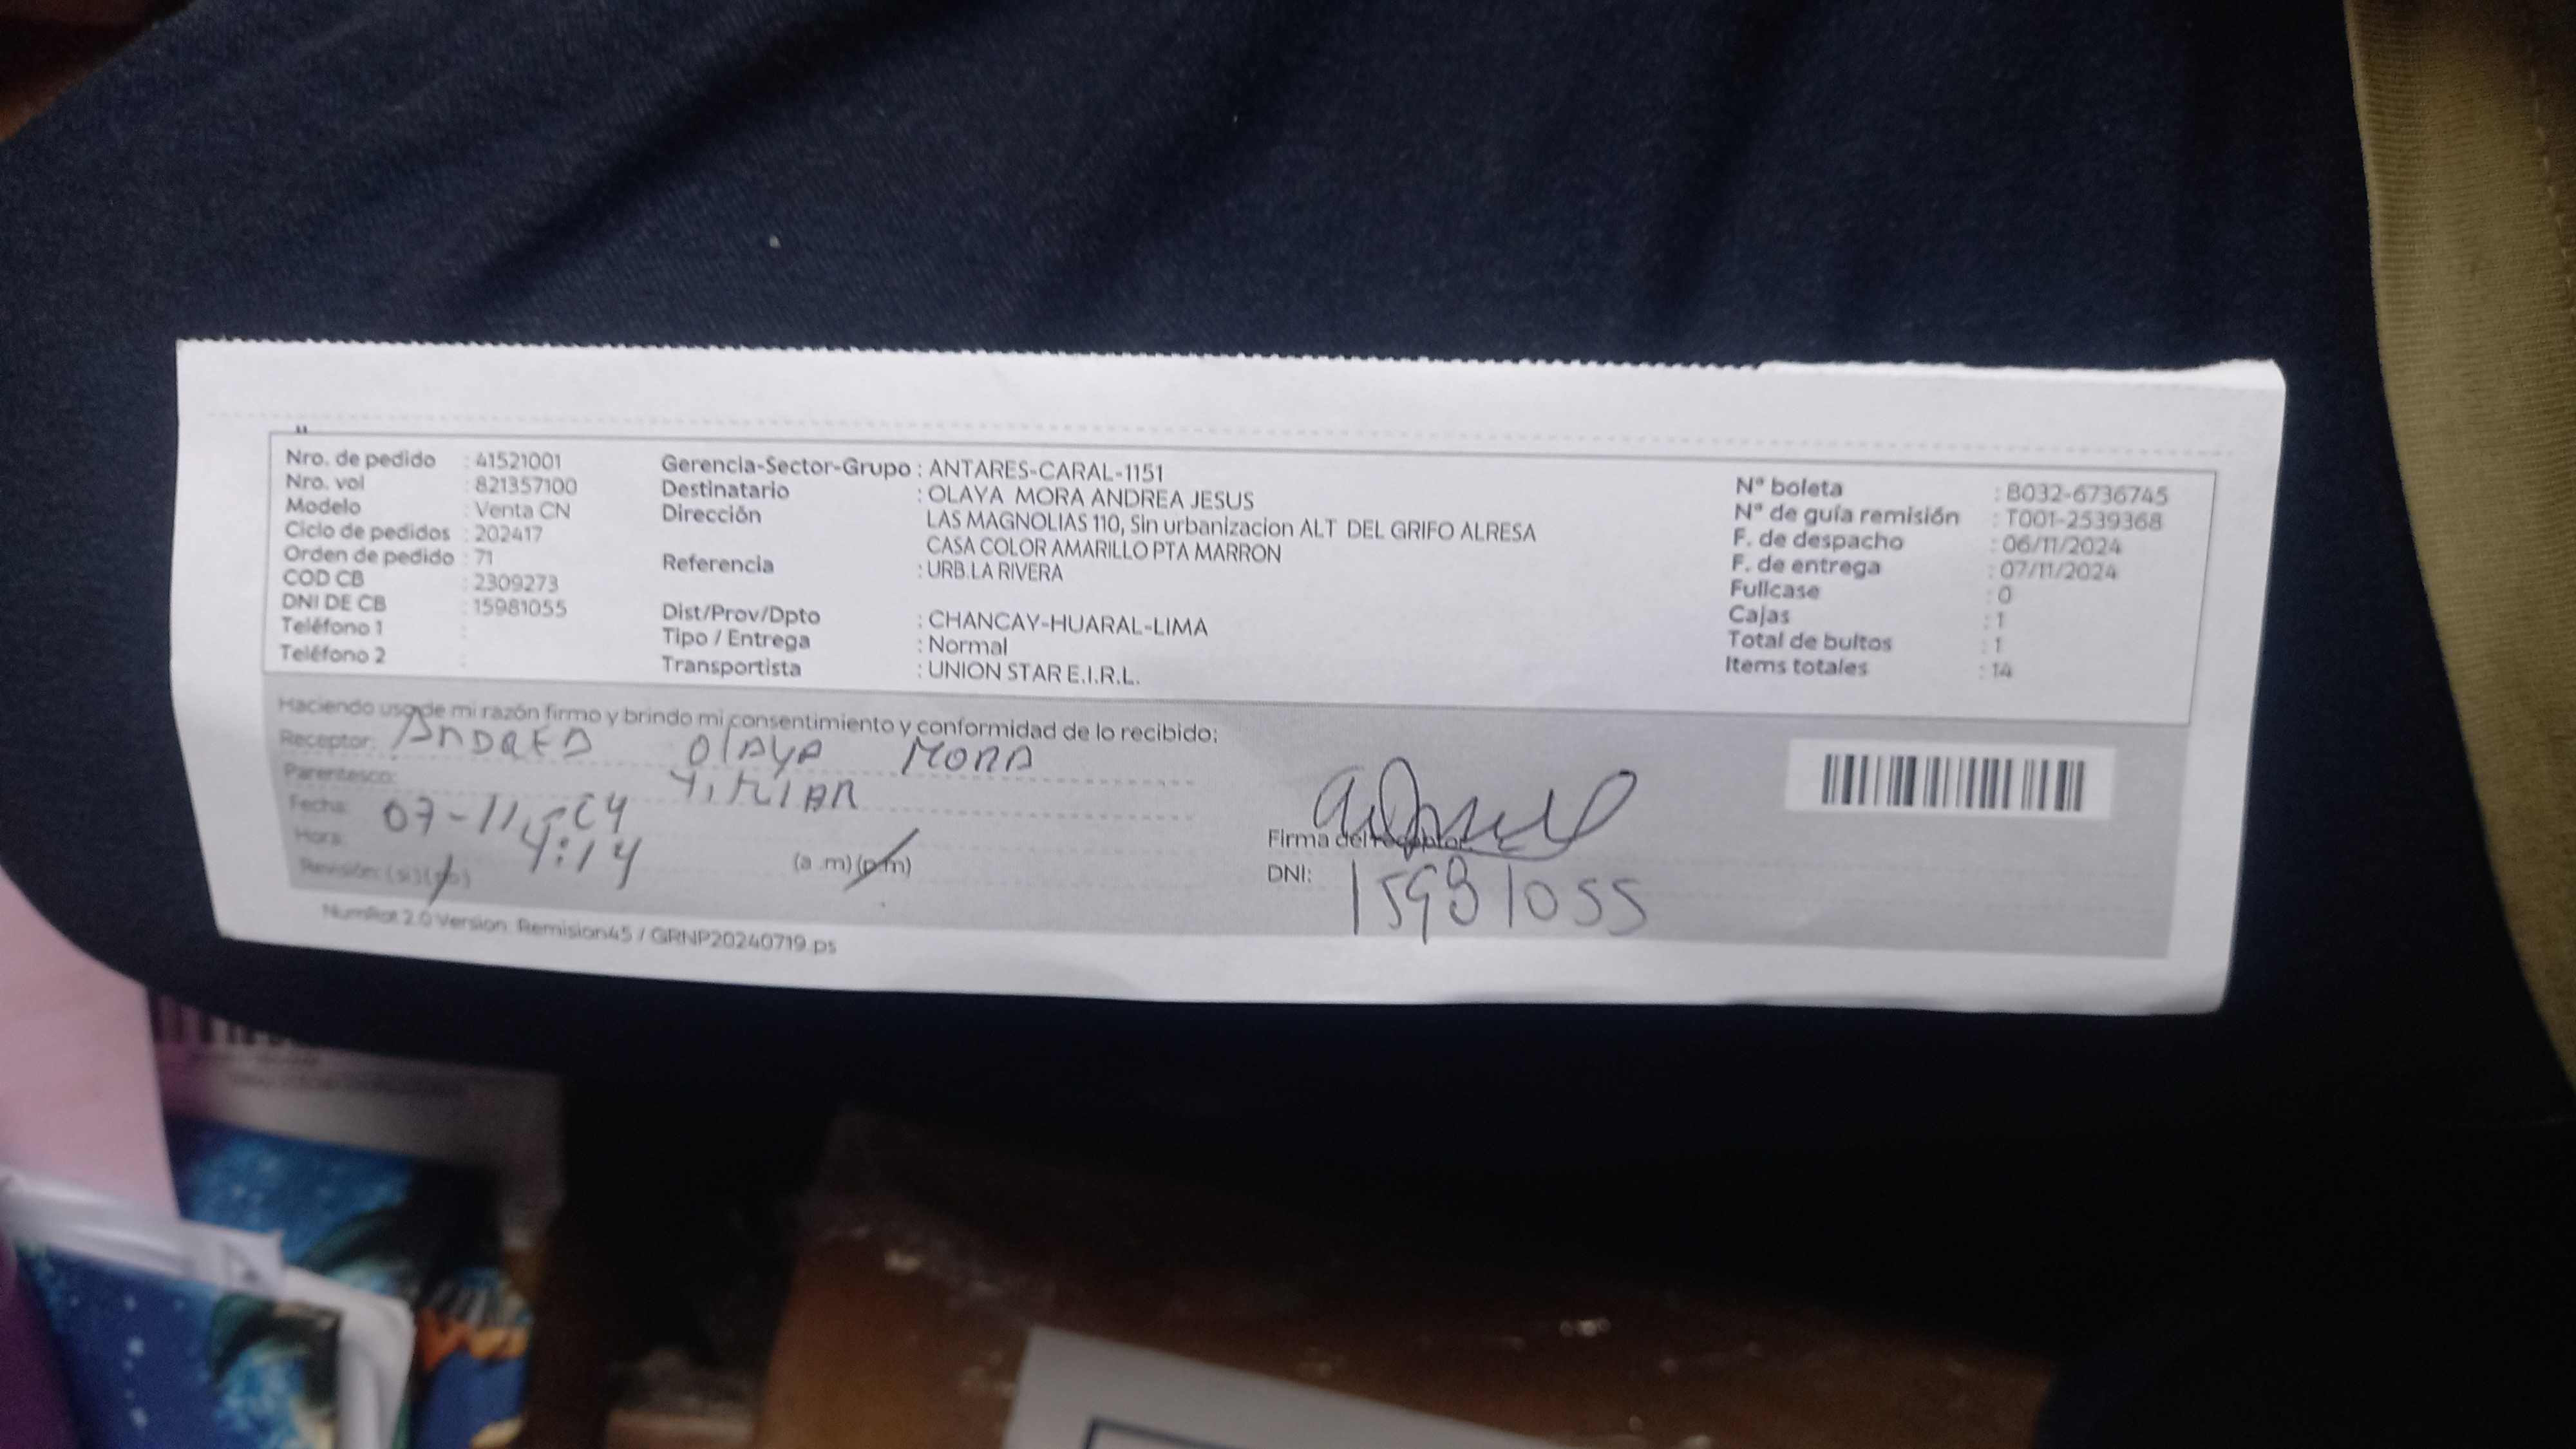 Nro. de pedido : 41521001
Nro. vol : 821357100
Modelo : Venta CN
Ciclo de pedidos : 202417
Orden de pedido : 71
COD CB : 2309273
DNI DE CB : 15981055
Teléfono 1 :
Teléfono 2 :
Gerencia-Sector-Grupo : ANTARES-CARAL-1151
Destinatario : OLAYA MORA ANDREA JESUS
Dirección LAS MAGNOLIAS 110, Sin urbanizacion ALT DEL GRIFO ALRESA
CASA COLOR AMARILLO PTA MARRON
Referencia : URB.LA RIVERA
Dist/Prov/Dpto : CHANCAY-HUARAL-LIMA
Tipo / Entrega : Normal
Transportista : UNION STAR E.I.R.L.
Nº boleta : B032-6736745
Nº de guía remisión : T001-2539368
F. de despacho : 06/11/2024
F. de entrega : 07/11/2024
Fullcase : 0
Cajas : 1
Total de bultos : 1
Items totales : 14
Haciendo uso de mi razón firmo y brindo mi consentimiento y conformidad de lo recibido:
Receptor: ANDREA OLAYA MORA
Parentesco: TITULAR
Fecha: 07-11-24
Hora: 4:14 (a .m) (p.m)
Revisión: (si) (no)
Firma del receptor:
DNI: 15981055
NumRot 2.0 Version: Remision45 / GRNP20240719.ps